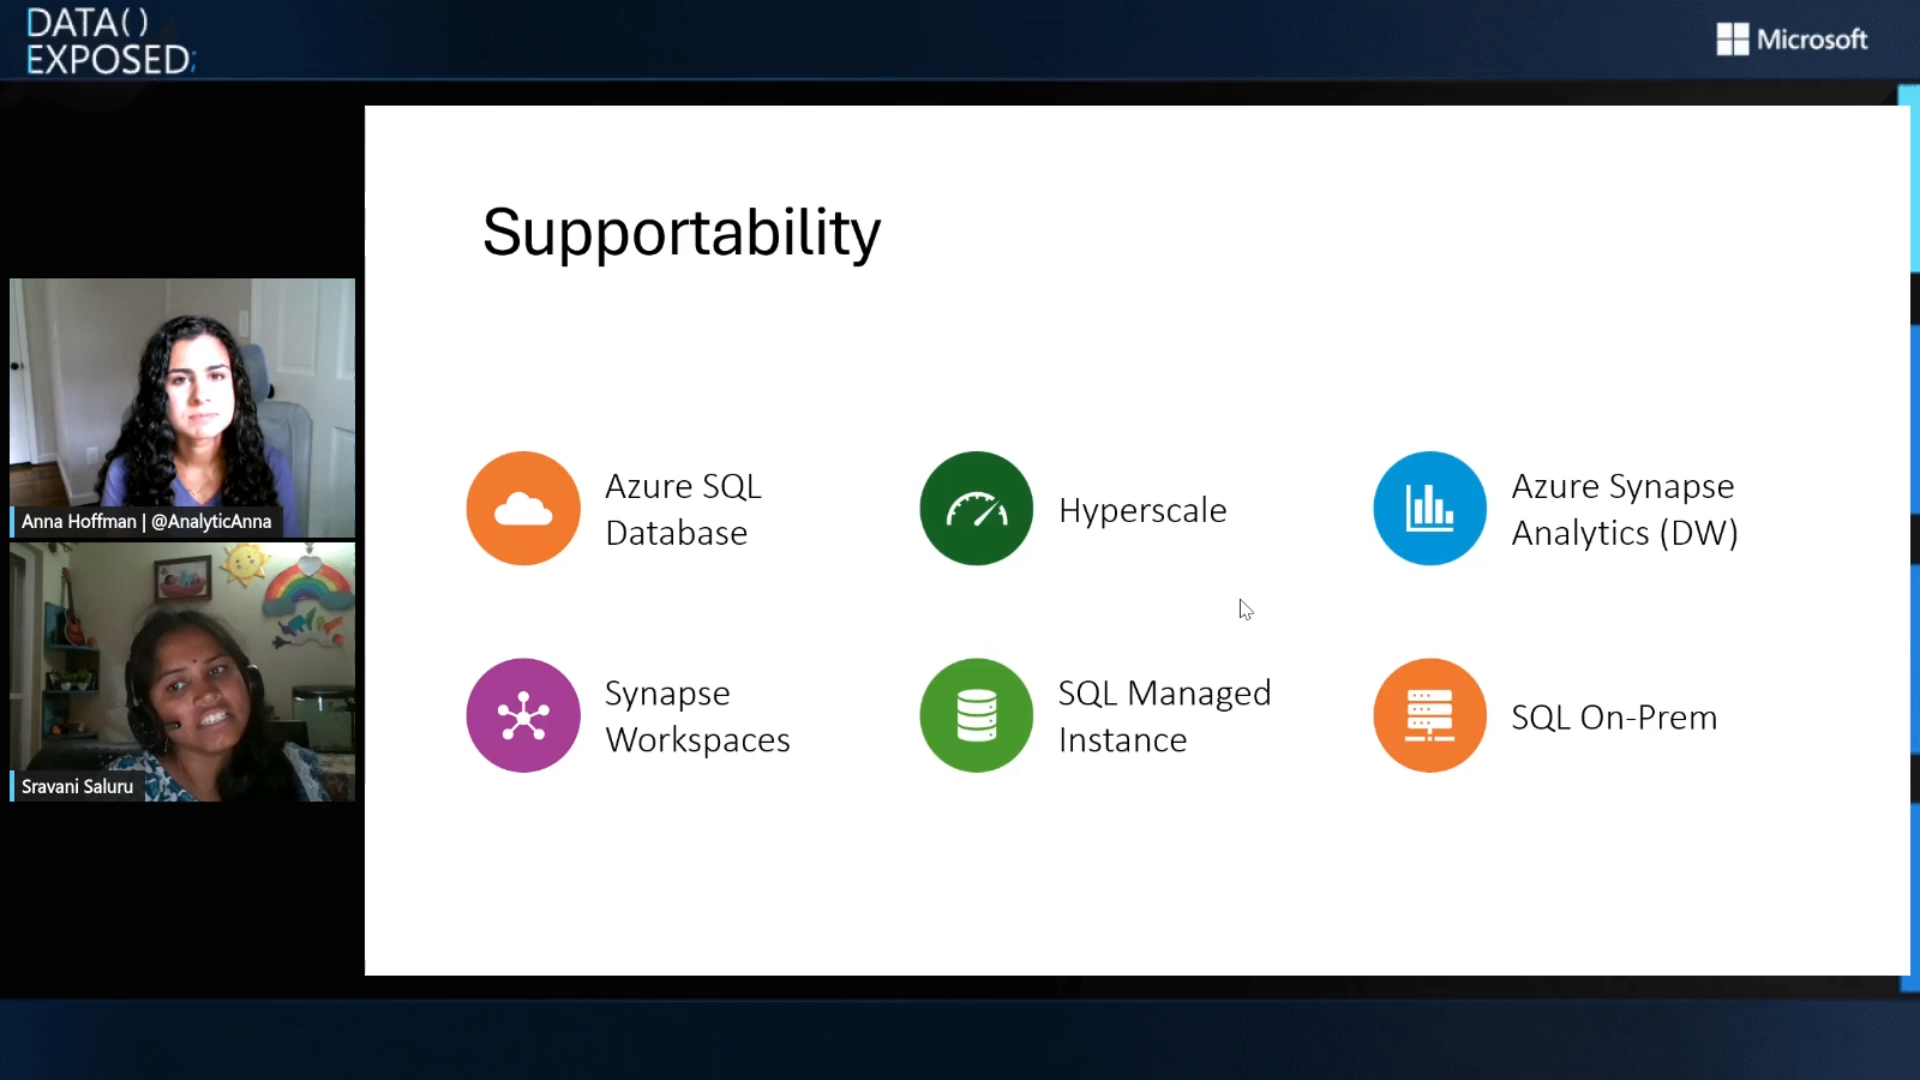 DATA()
EXPOSED;
Microsoft
Supportability
Azure SQL
Database
Hyperscale
Azure Synapse
Analytics (DW)
Synapse
Workspaces
SQL Managed
Instance
SQL On-Prem
Anna Hoffman | @AnalyticAnna
Sravani Saluru